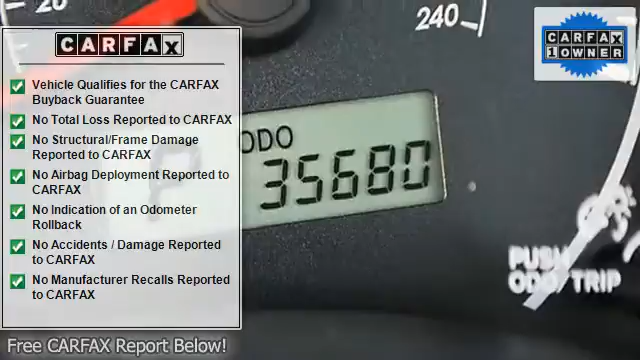 20
240
CARFAX
CARFAX
1 OWNER
Vehicle Qualifies for the CARFAX
Buyback Guarantee
No Total Loss Reported to CARFAX
No Structural/Frame Damage
Reported to CARFAX
No Airbag Deployment Reported to
CARFAX
No Indication of an Odometer
Rollback
No Accidents / Damage Reported
to CARFAX
No Manufacturer Recalls Reported
to CARFAX
ODO
P 35680
PUSH
ODO/TRIP
Free CARFAX Report Below!